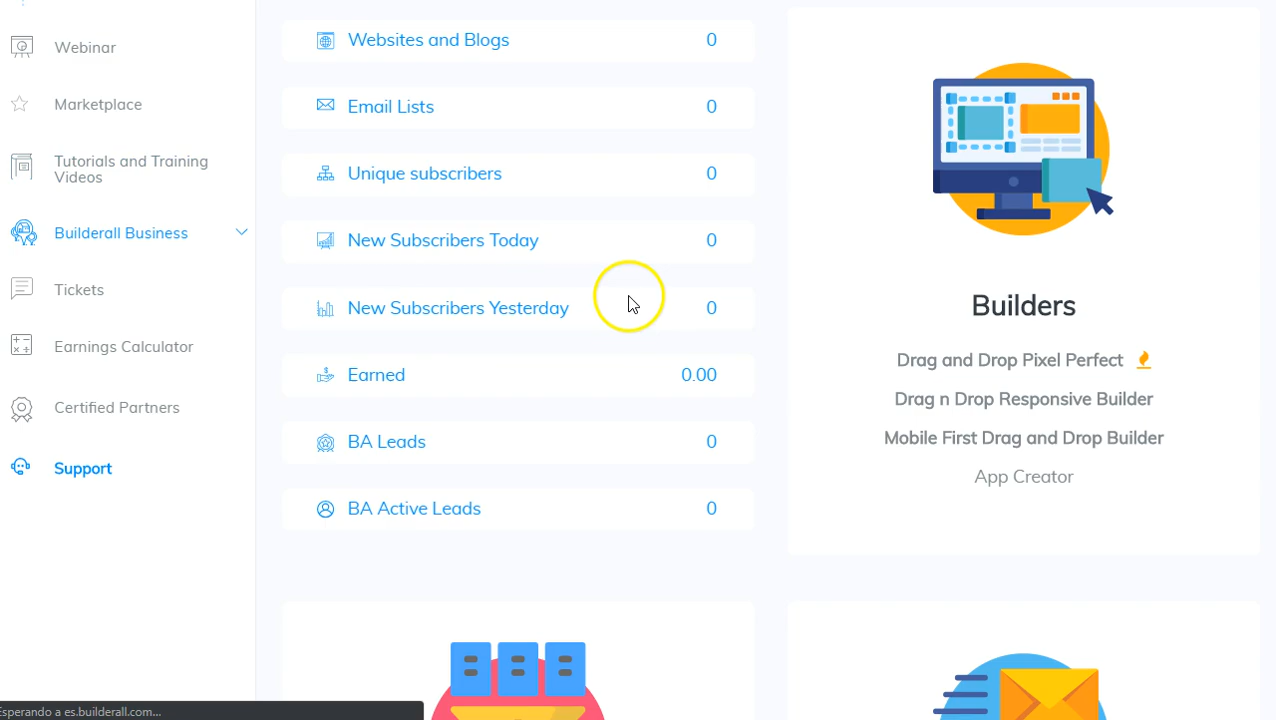 Webinar
Marketplace
Tutorials and Training
Videos
Builderall Business
Tickets
Earnings Calculator
Certified Partners
Support
Websites and Blogs 0
Email Lists 0
Unique subscribers 0
New Subscribers Today 0
New Subscribers Yesterday 0
Earned 0.00
BA Leads 0
BA Active Leads 0
Builders
Drag and Drop Pixel Perfect
Drag n Drop Responsive Builder
Mobile First Drag and Drop Builder
App Creator
Esperando a es.builderall.com...